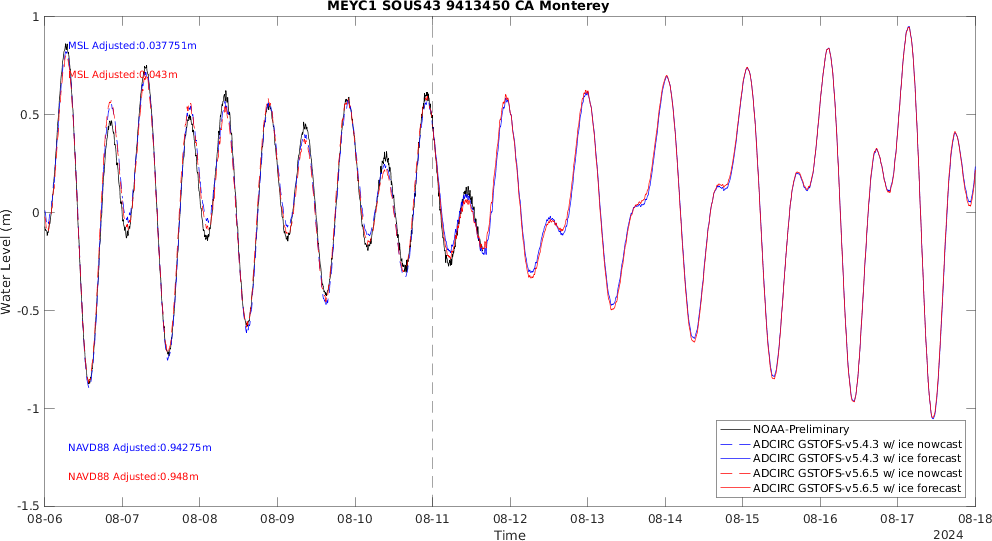 MEYC1 SOUS43 9413450 CA Monterey
1
0.5
0
-0.5
-1
-1.5
Water Level (m)
MSL Adjusted:0.037751m
MSL Adjusted:0.043m
NAVD88 Adjusted:0.94275m
NAVD88 Adjusted:0.948m
NOAA-Preliminary
ADCIRC GSTOFS-v5.4.3 w/ ice nowcast
ADCIRC GSTOFS-v5.4.3 w/ ice forecast
ADCIRC GSTOFS-v5.6.5 w/ ice nowcast
ADCIRC GSTOFS-v5.6.5 w/ ice forecast
08-06 08-07 08-08 08-09 08-10 08-11 08-12 08-13 08-14 08-15 08-16 08-17 08-18
Time
2024